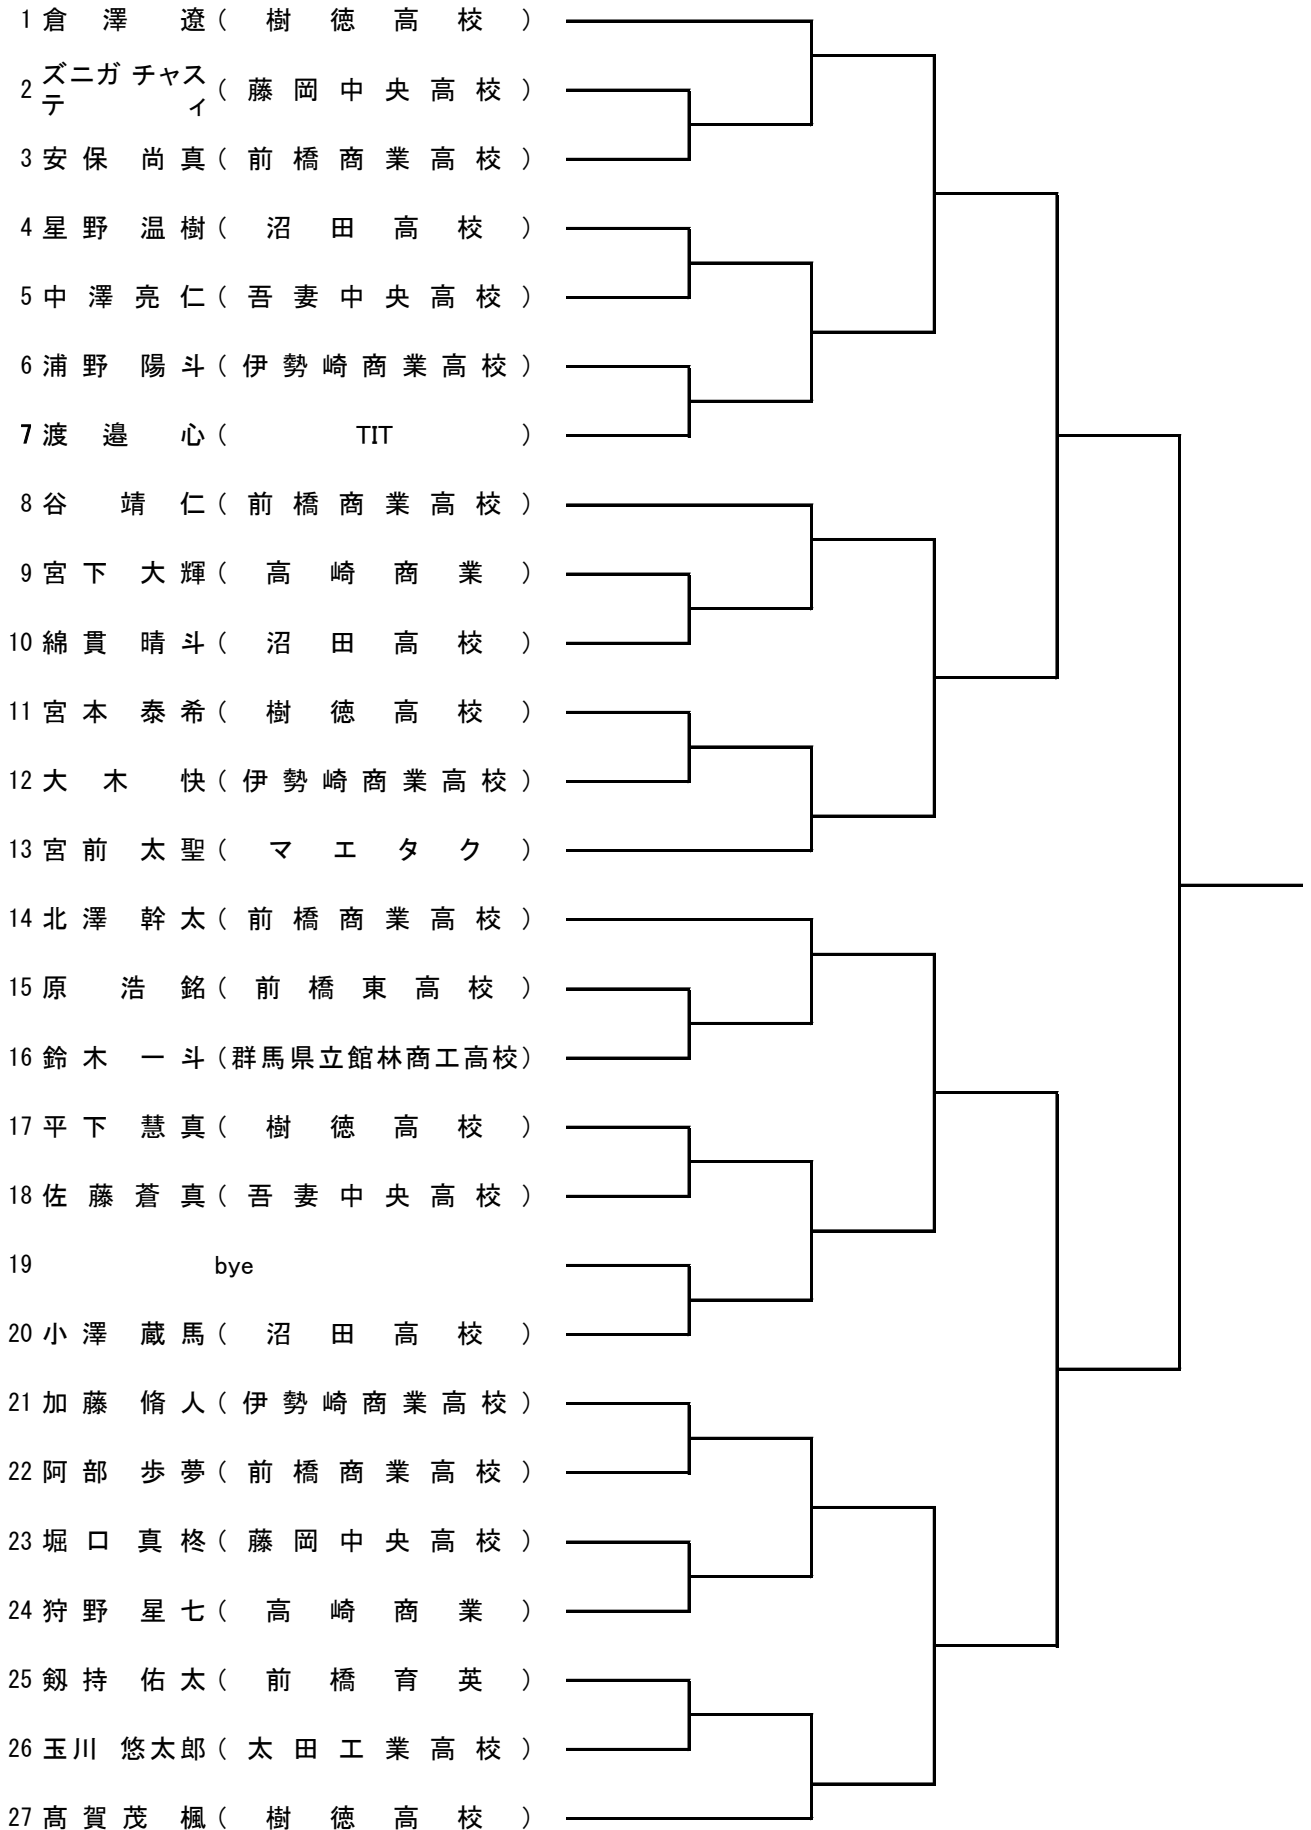 1 倉澤 遼 ( 樹徳高校 )
2 ズニガ チャスティ ( 藤岡中央高校 )
3 安保 尚真 ( 前橋商業高校 )
4 星野 温樹 ( 沼田高校 )
5 中澤亮仁 ( 吾妻中央高校 )
6 浦野 陽斗 ( 伊勢崎商業高校 )
7 渡邉 心 ( TIT )
8 谷 靖仁 ( 前橋商業高校 )
9 宮下 大輝 ( 高崎商業 )
10 綿貫 晴斗 ( 沼田高校 )
11 宮本 泰希 ( 樹徳高校 )
12 大木 快 ( 伊勢崎商業高校 )
13 宮前 太聖 ( マエタク )
14 北澤 幹太 ( 前橋商業高校 )
15 原 浩銘 ( 前橋東高校 )
16 鈴木 一斗 (群馬県立館林商工高校)
17 平下 慧真 ( 樹徳高校 )
18 佐藤蒼真 ( 吾妻中央高校 )
19 bye
20 小澤 蔵馬 ( 沼田高校 )
21 加藤 脩人 ( 伊勢崎商業高校 )
22 阿部 歩夢 ( 前橋商業高校 )
23 堀口真柊 ( 藤岡中央高校 )
24 狩野 星七 ( 高崎商業 )
25 剱持 佑太 ( 前橋育英 )
26 玉川 悠太郎 ( 太田工業高校 )
27 髙賀茂 楓 ( 樹徳高校 )